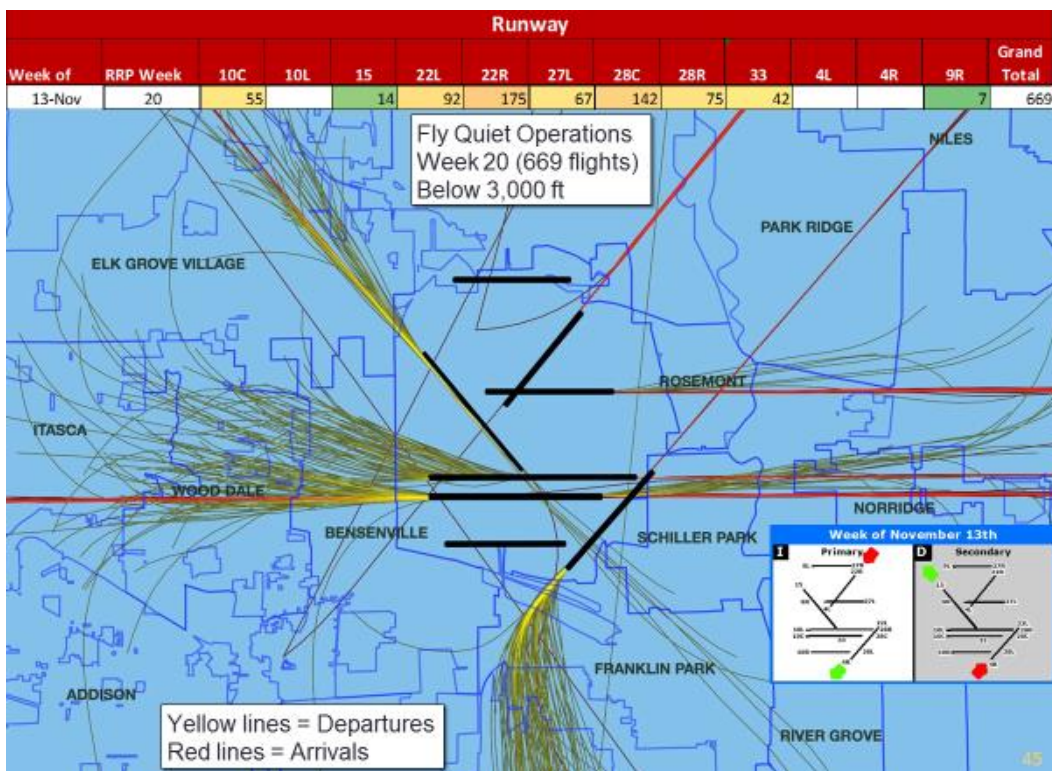 Runway
Week of RRP Week 10C 10L 15 22L 22R 27L 28C 28R 33 4L 4R 9R Grand Total
13-Nov 20 55 14 92 175 67 142 75 42 7 669
Fly Quiet Operations
Week 20 (669 flights)
Below 3,000 ft
NILES
PARK RIDGE
ELK GROVE VILLAGE
ROSEMONT
ITASCA
WOOD DALE
NORRIDGE
BENSENVILLE
SCHILLER PARK
Week of November 13th
I Primary
D Secondary
FRANKLIN PARK
ADDISON
Yellow lines = Departures
Red lines = Arrivals
RIVER GROVE
45